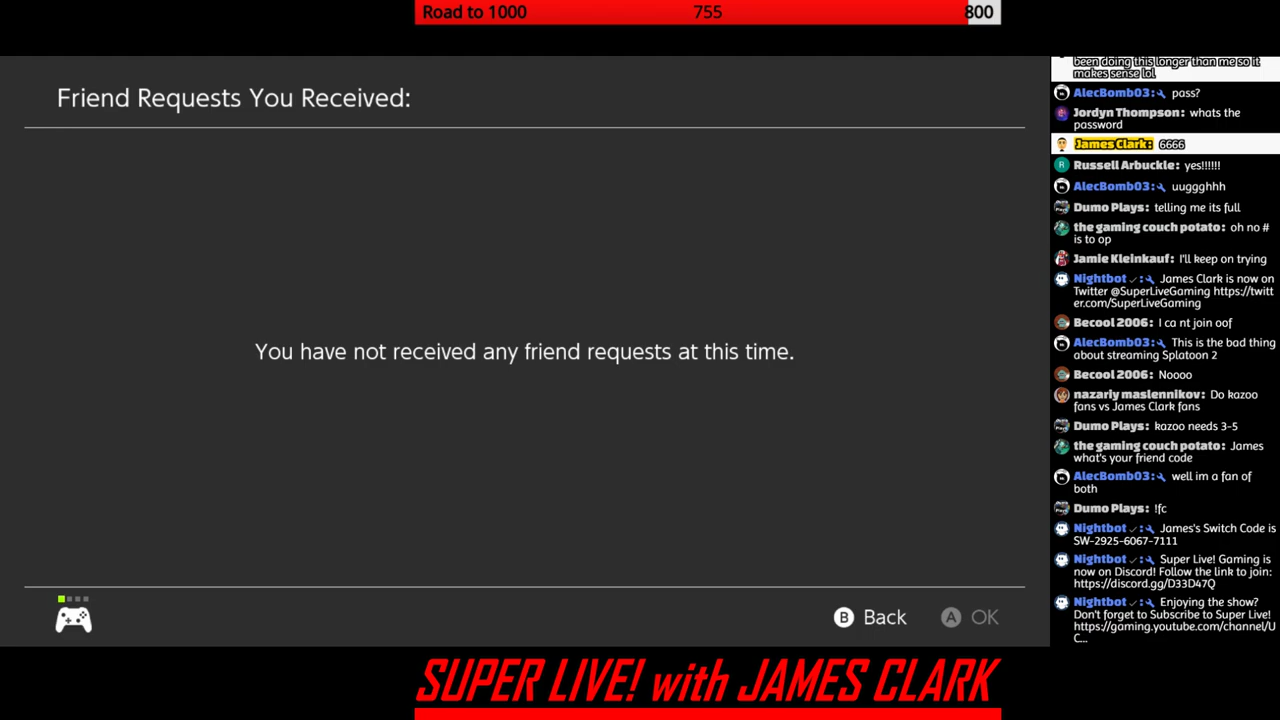 Road to 1000 755 800
Friend Requests You Received:
You have not received any friend requests at this time.
B Back A OK
SUPER LIVE! with JAMES CLARK
been doing this longer than me so it
makes sense lol
AlecBomb03: pass?
Jordyn Thompson: whats the
password
James Clark: 6666
R Russell Arbuckle: yes!!!!!!
AlecBomb03: uuggghhh
Dumo Plays: telling me its full
the gaming couch potato: oh no #
is to op
Jamie Kleinkauf: I'll keep on trying
Nightbot: James Clark is now on
Twitter @SuperLiveGaming https://twitt
er.com/SuperLiveGaming
Becool 2006: I ca nt join oof
AlecBomb03: This is the bad thing
about streaming Splatoon 2
Becool 2006: Noooo
nazariy maslennikov: Do kazoo
fans vs James Clark fans
Dumo Plays: kazoo needs 3-5
the gaming couch potato: James
what's your friend code
AlecBomb03: well im a fan of
both
Dumo Plays: !fc
Nightbot: James's Switch Code is
SW-2925-6067-7111
Nightbot: Super Live! Gaming is
now on Discord! Follow the link to join:
https://discord.gg/D33D47Q
Nightbot: Enjoying the show?
Don't forget to Subscribe to Super Live!
https://gaming.youtube.com/channel/U
C...